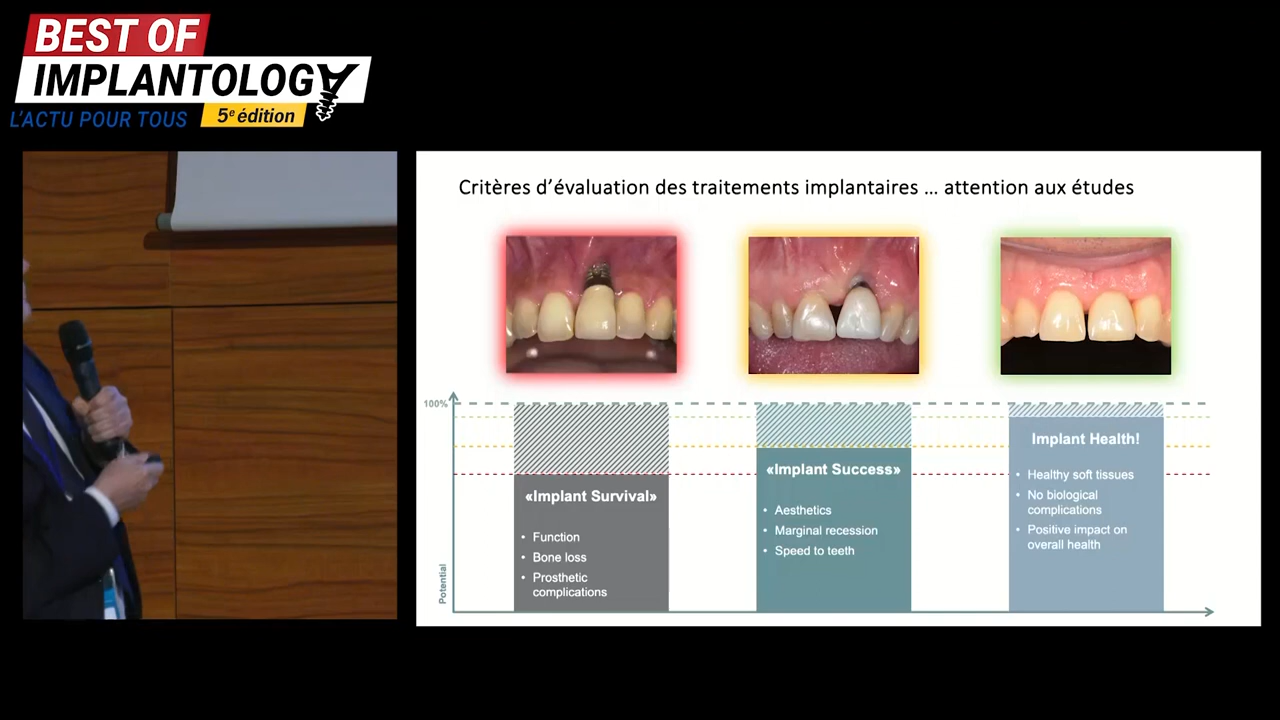 BEST OF
IMPLANTOLOGY
L'ACTU POUR TOUS
5e édition
Critères d'évaluation des traitements implantaires … attention aux études
100%
Potential
«Implant Survival»
• Function
• Bone loss
• Prosthetic
complications
«Implant Success»
• Aesthetics
• Marginal recession
• Speed to teeth
Implant Health!
• Healthy soft tissues
• No biological
complications
• Positive impact on
overall health